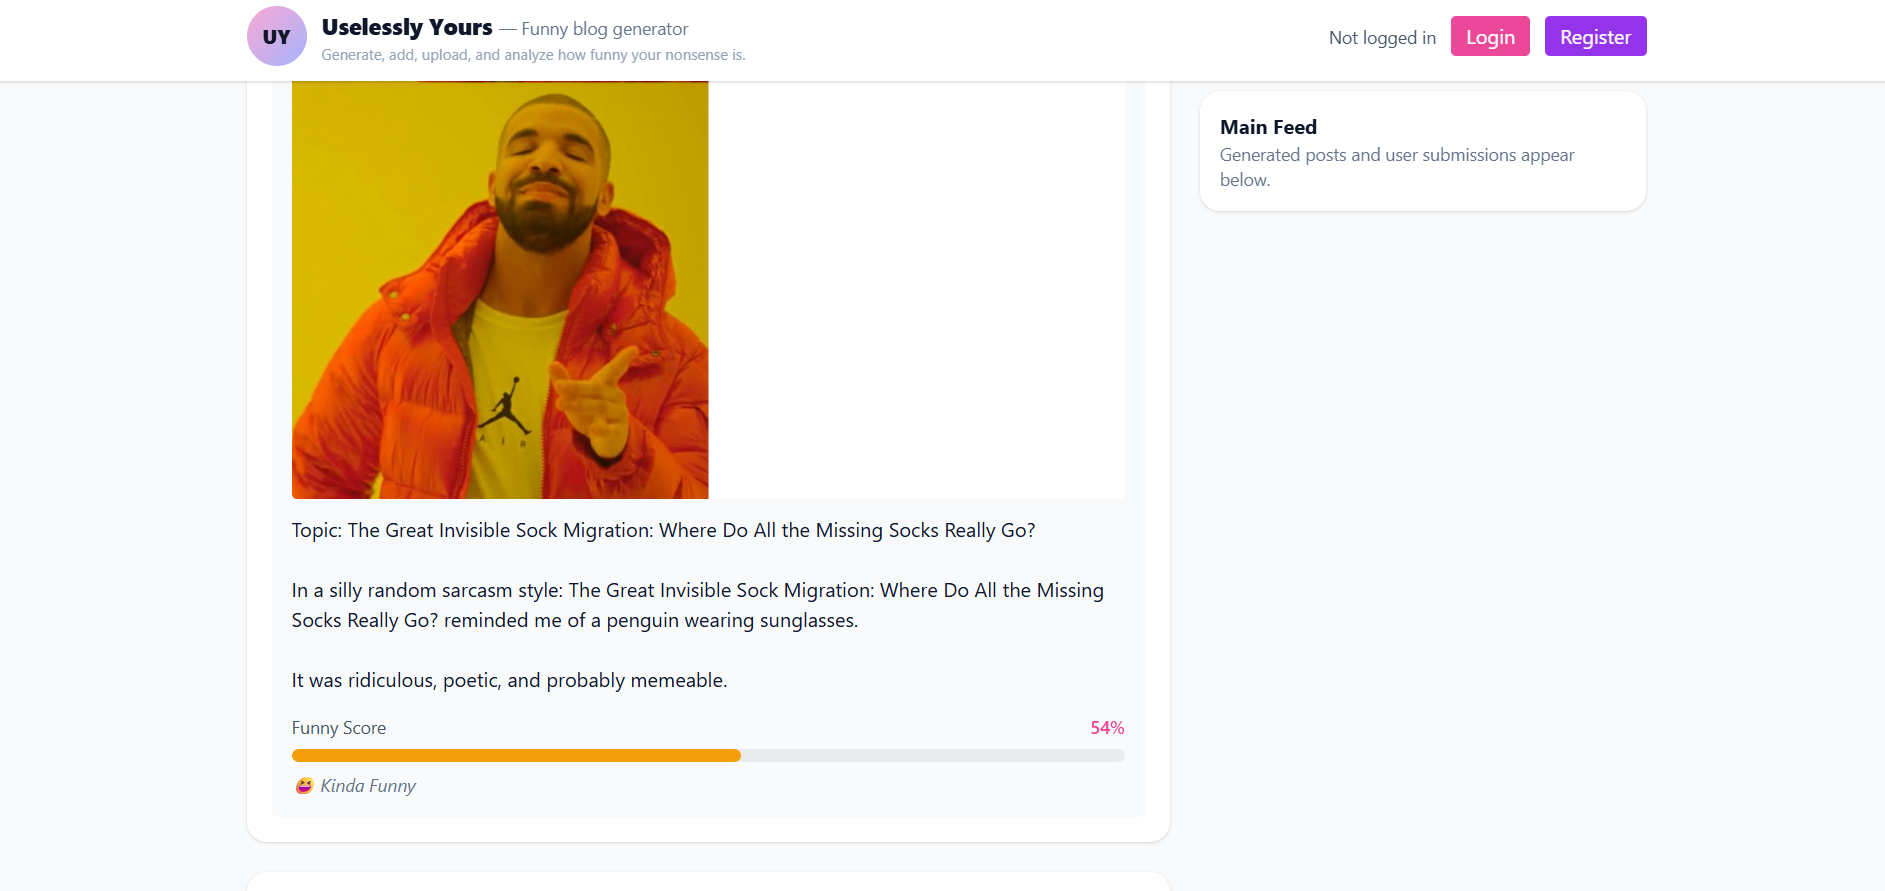 UY
Uselessly Yours — Funny blog generator
Generate, add, upload, and analyze how funny your nonsense is.
Not logged in
Login
Register
Main Feed
Generated posts and user submissions appear
below.
AIR
Topic: The Great Invisible Sock Migration: Where Do All the Missing Socks Really Go?
In a silly random sarcasm style: The Great Invisible Sock Migration: Where Do All the Missing
Socks Really Go? reminded me of a penguin wearing sunglasses.
It was ridiculous, poetic, and probably memeable.
Funny Score
54%
😆 Kinda Funny